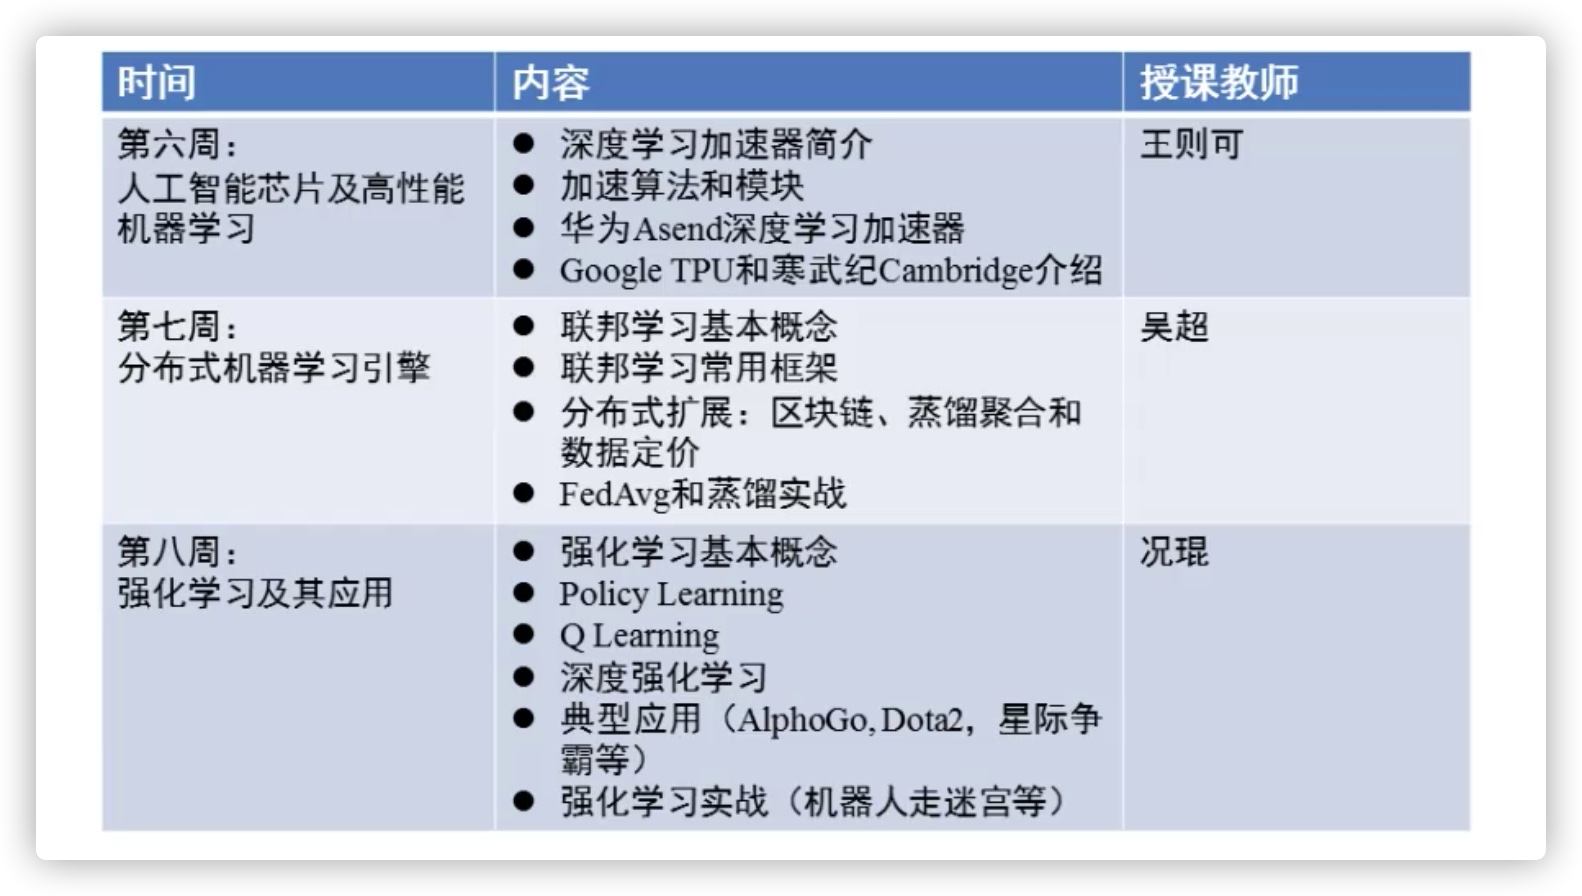 时间
内容
授课教师
第六周：
人工智能芯片及高性能
机器学习
● 深度学习加速器简介
● 加速算法和模块
● 华为Asend深度学习加速器
● Google TPU和寒武纪Cambridge介绍
王则可
第七周：
分布式机器学习引擎
● 联邦学习基本概念
● 联邦学习常用框架
● 分布式扩展：区块链、蒸馏聚合和
数据定价
● FedAvg和蒸馏实战
吴超
第八周：
强化学习及其应用
● 强化学习基本概念
● Policy Learning
● Q Learning
● 深度强化学习
● 典型应用（AlphoGo, Dota2，星际争
霸等）
● 强化学习实战（机器人走迷宫等）
况琨